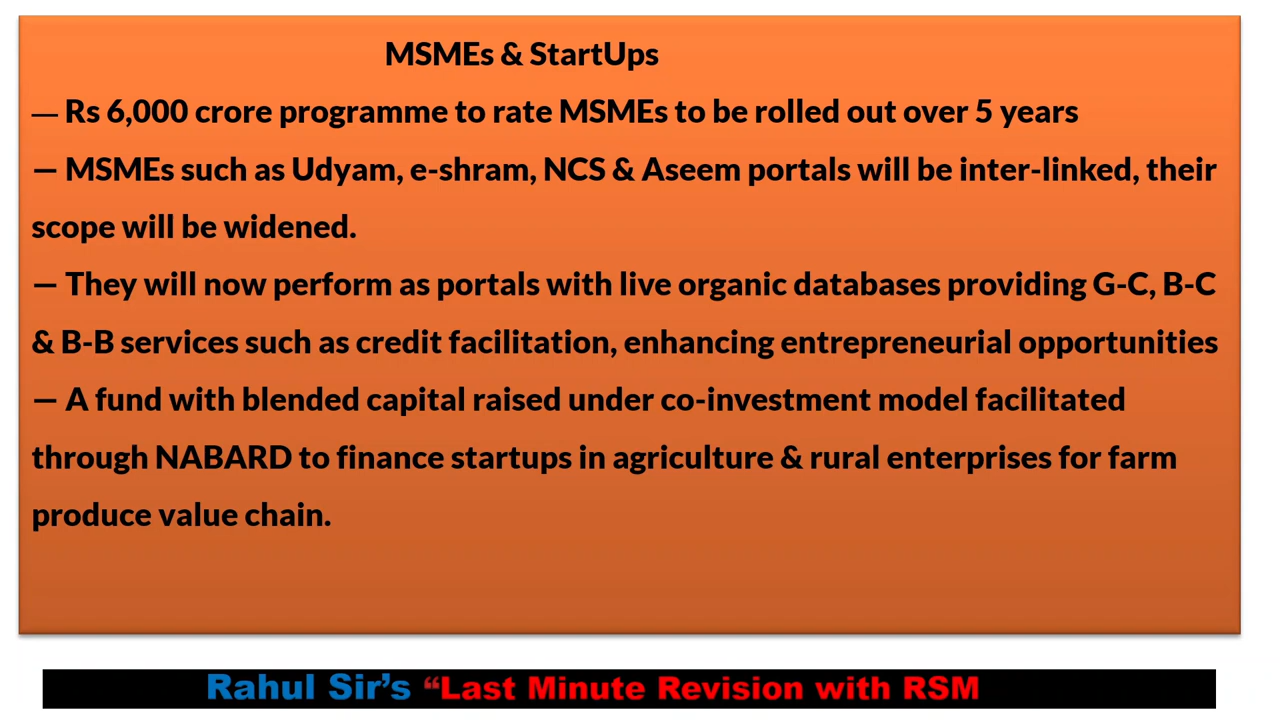 MSMEs & StartUps
— Rs 6,000 crore programme to rate MSMEs to be rolled out over 5 years
— MSMEs such as Udyam, e-shram, NCS & Aseem portals will be inter-linked, their
scope will be widened.
— They will now perform as portals with live organic databases providing G-C, B-C
& B-B services such as credit facilitation, enhancing entrepreneurial opportunities
— A fund with blended capital raised under co-investment model facilitated
through NABARD to finance startups in agriculture & rural enterprises for farm
produce value chain.
Rahul Sir’s “Last Minute Revision with RSM